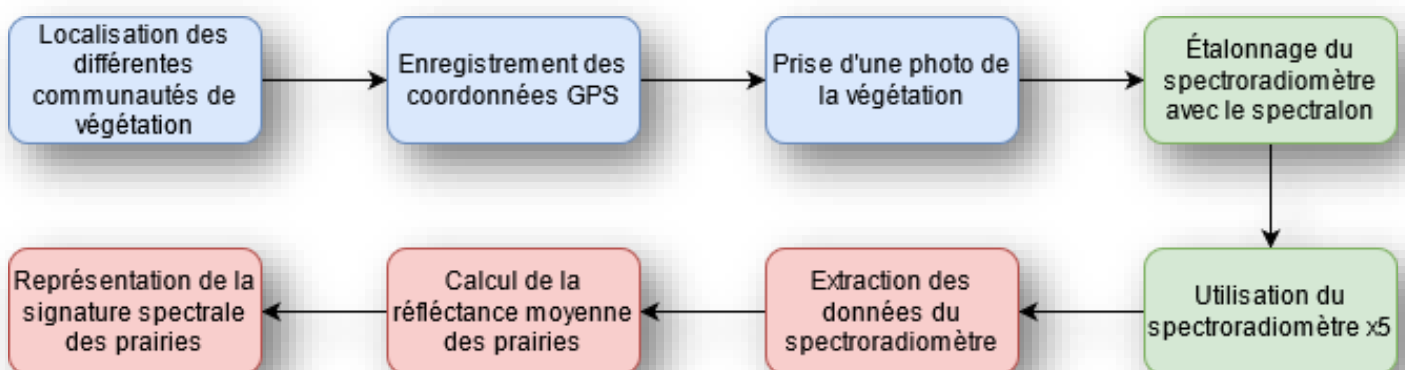 Localisation des
différentes
communautés de
végétation
Enregistrement des
coordonnées GPS
Prise d'une photo de
la végétation
Étalonnage du
spectroradiomètre
avec le spectralon
Utilisation du
spectroradiomètre x5
Extraction des
données du
spectroradiomètre
Calcul de la
réfléctance moyenne
des prairies
Représentation de la
signature spectrale
des prairies